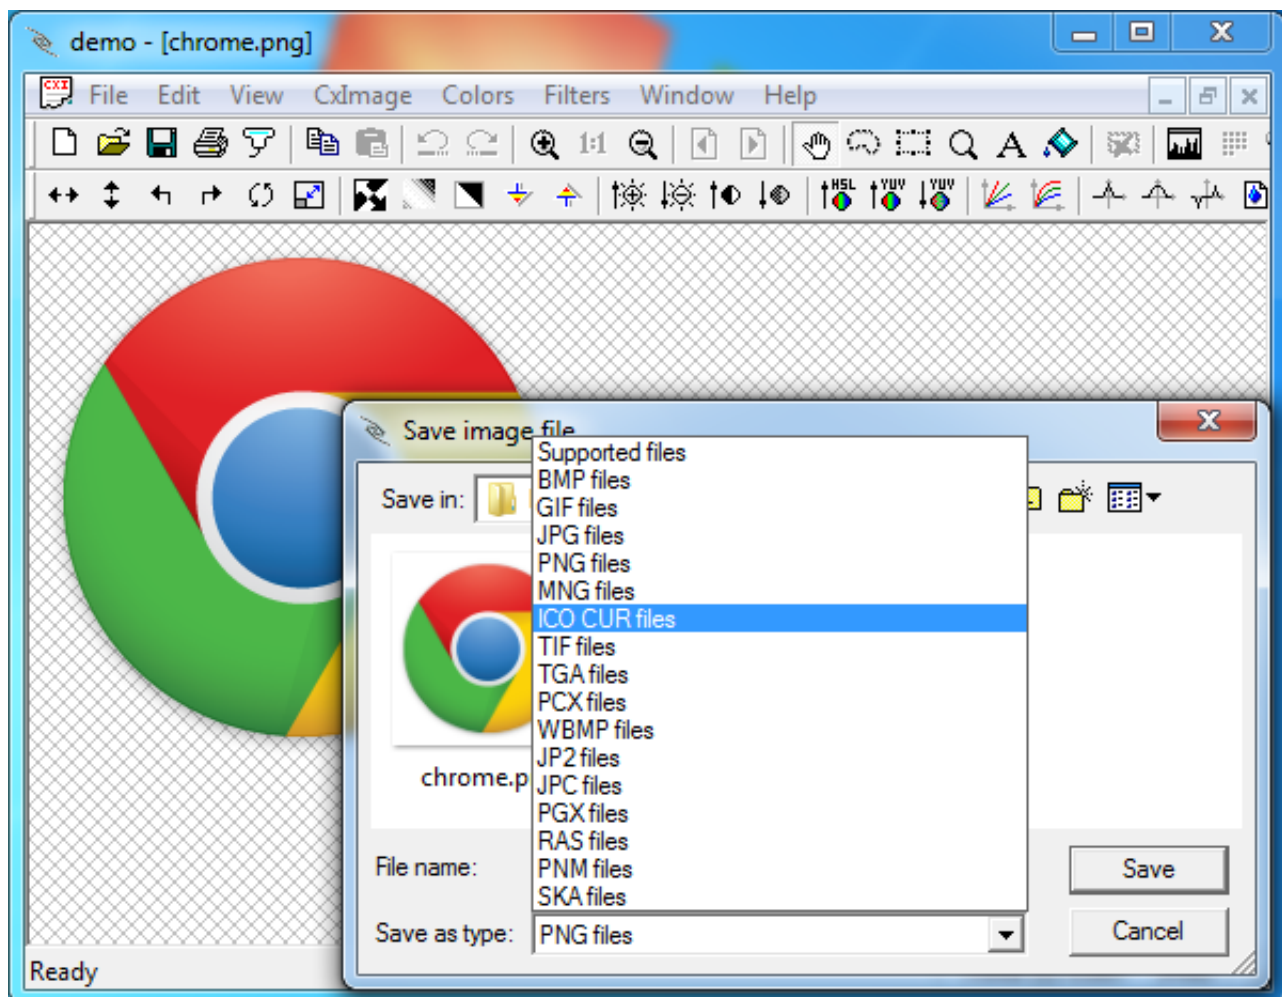 demo - [chrome.png]
CXI File Edit View CxImage Colors Filters Window Help
1:1 A
HSL YUV YUV
Save image file
Supported files
BMP files
Save in:
GIF files
JPG files
PNG files
MNG files
ICO CUR files
TIF files
TGA files
PCX files
WBMP files
JP2 files
chrome.p
JPC files
PGX files
RAS files
File name:
PNM files
Save
SKA files
Save as type: PNG files
Cancel
Ready